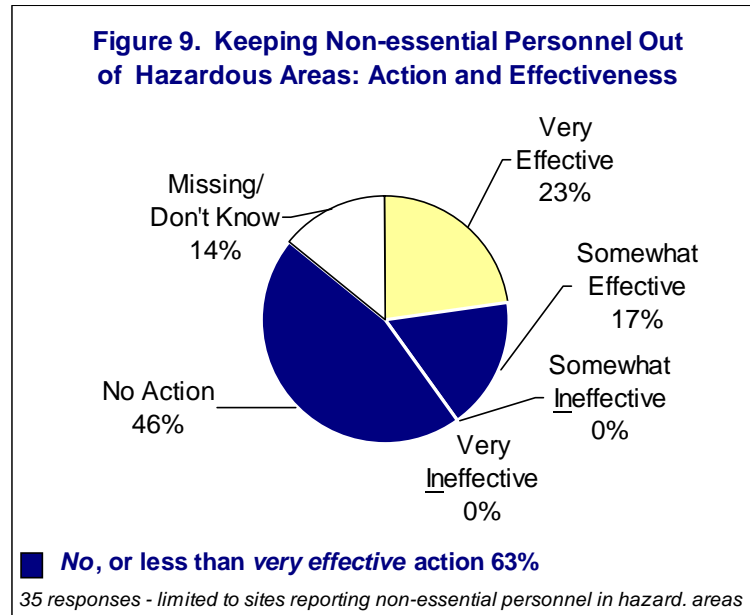 Figure 9.  Keeping Non-essential Personnel Out
of  Hazardous Areas: Action and Effectiveness
Very
Effective
23%
Missing/
Don't Know
14%
Somewhat
Effective
17%
Somewhat
Ineffective
0%
No Action
46%
Very
Ineffective
0%
No, or less than very effective action 63%
35 responses - limited to sites reporting non-essential personnel in hazard. areas